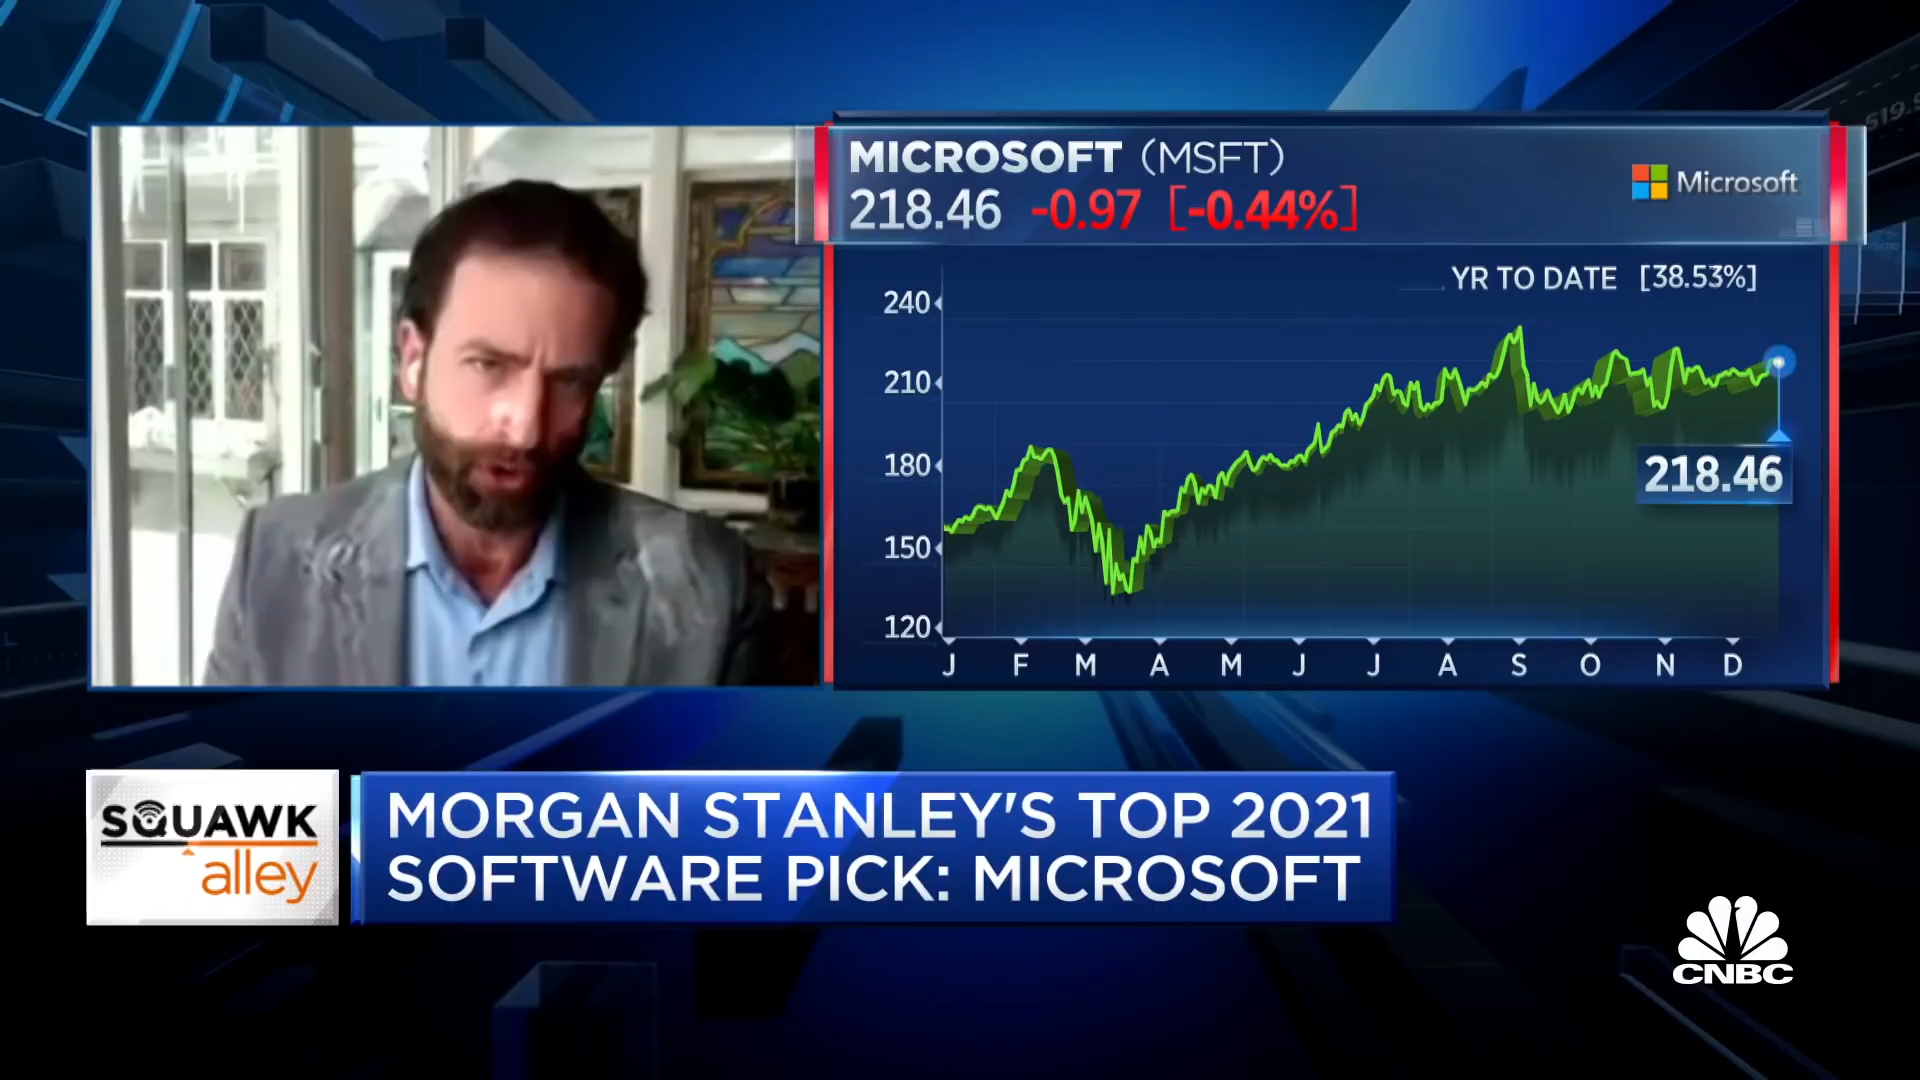 MICROSOFT (MSFT)
218.46 -0.97 [-0.44%]
Microsoft
YR TO DATE [38.53%]
240
210
180
150
120
218.46
J F M A M J J A S O N D
SQUAWK
alley
MORGAN STANLEY'S TOP 2021
SOFTWARE PICK: MICROSOFT
CNBC